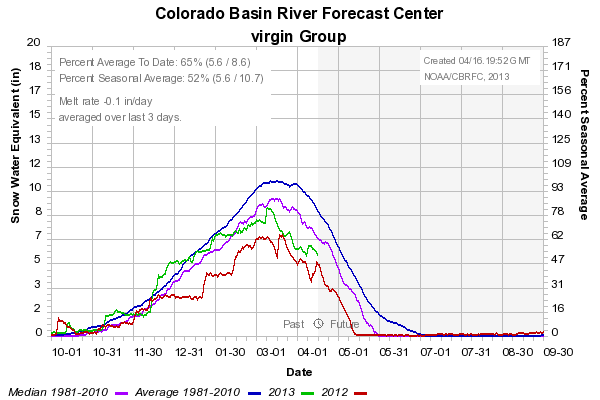 Colorado Basin River Forecast Center
virgin Group
Percent Average To Date: 65% (5.6 / 8.6)
Percent Seasonal Average: 52% (5.6 / 10.7)
Melt rate -0.1 in/day
averaged over last 3 days.
Created 04/16.19:52 GMT
NOAA/CBRFC, 2013
Snow Water Equivalent (in)
20
18
17
15
13
12
10
8
7
5
3
2
0
187
171
156
140
125
109
93
78
62
47
31
16
0
Percent Seasonal Average
Past Future
10-01 10-31 11-30 12-31 01-30 03-01 04-01 05-01 05-31 07-01 07-31 08-30 09-30
Date
Median 1981-2010 Average 1981-2010 2013 2012